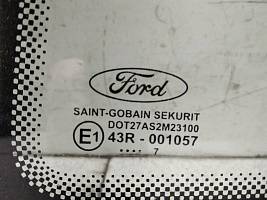 Ford
SAINT-GOBAIN SEKURIT
DOT27AS2M23100
E1 43R - 001057
.... 7